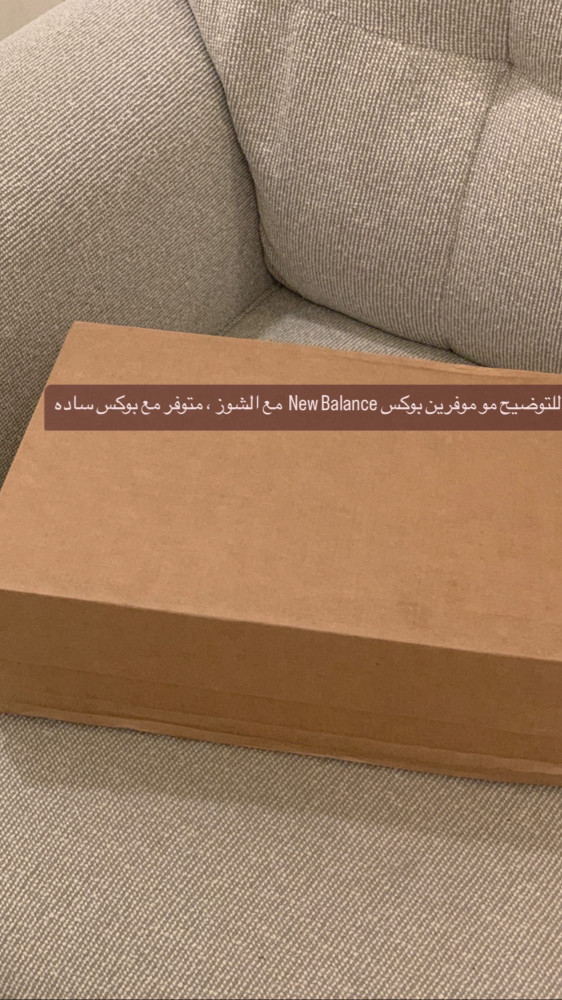 للتوضيح مو موفرين بوكس New Balance مع الشوز ، متوفر مع بوكس ساده